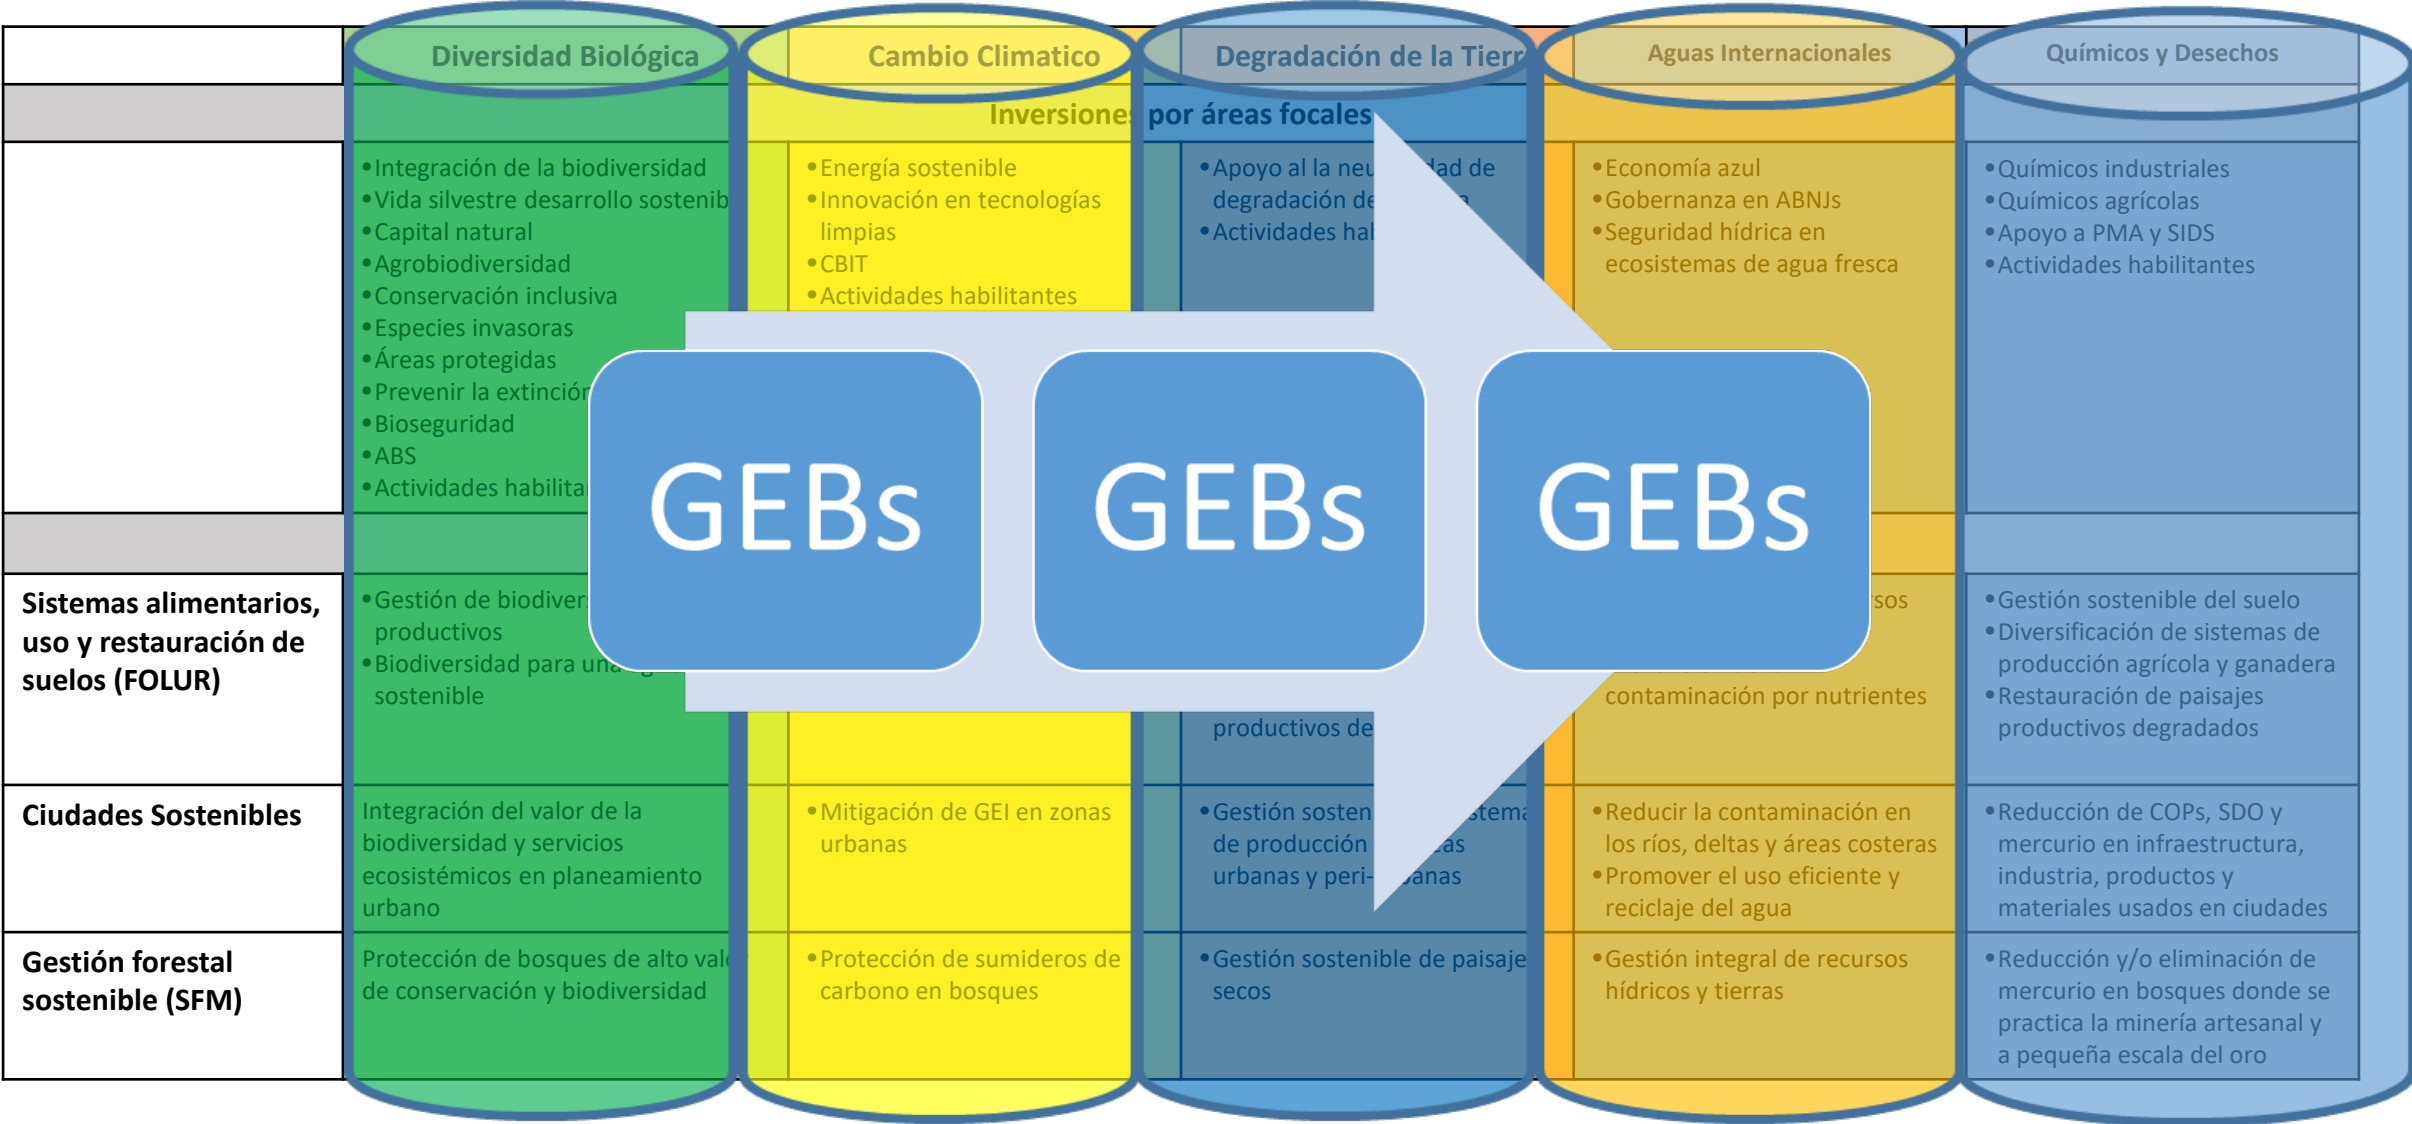 Diversidad Biológica
Cambio Climatico
Degradación de la Tierr
Aguas Internacionales
Químicos y Desechos
Inversiones por áreas focales
•Integración de la biodiversidad
•Vida silvestre desarrollo sostenib
•Capital natural
•Agrobiodiversidad
•Conservación inclusiva
•Especies invasoras
•Áreas protegidas
•Prevenir la extinción
•Bioseguridad
•ABS
•Actividades habilita
•Energía sostenible
•Innovación en tecnologías
limpias
•CBIT
•Actividades habilitantes
•Apoyo al la neu dad de
degradación de a
•Actividades hab
•Economía azul
•Gobernanza en ABNJs
•Seguridad hídrica en
ecosistemas de agua fresca
•Químicos industriales
•Químicos agrícolas
•Apoyo a PMA y SIDS
•Actividades habilitantes
GEBs
GEBs
GEBs
Sistemas alimentarios,
uso y restauración de
suelos (FOLUR)
•Gestión de biodiver
productivos
•Biodiversidad para una
sostenible
productivos de
sos
contaminación por nutrientes
•Gestión sostenible del suelo
•Diversificación de sistemas de
producción agrícola y ganadera
•Restauración de paisajes
productivos degradados
Ciudades Sostenibles
Integración del valor de la
biodiversidad y servicios
ecosistémicos en planeamiento
urbano
•Mitigación de GEI en zonas
urbanas
•Gestión sosten stema
de producción eas
urbanas y peri- banas
•Reducir la contaminación en
los ríos, deltas y áreas costeras
•Promover el uso eficiente y
reciclaje del agua
•Reducción de COPs, SDO y
mercurio en infraestructura,
industria, productos y
materiales usados en ciudades
Gestión forestal
sostenible (SFM)
Protección de bosques de alto val
de conservación y biodiversidad
•Protección de sumideros de
carbono en bosques
•Gestión sostenible de paisaje
secos
•Gestión integral de recursos
hídricos y tierras
•Reducción y/o eliminación de
mercurio en bosques donde se
practica la minería artesanal y
a pequeña escala del oro